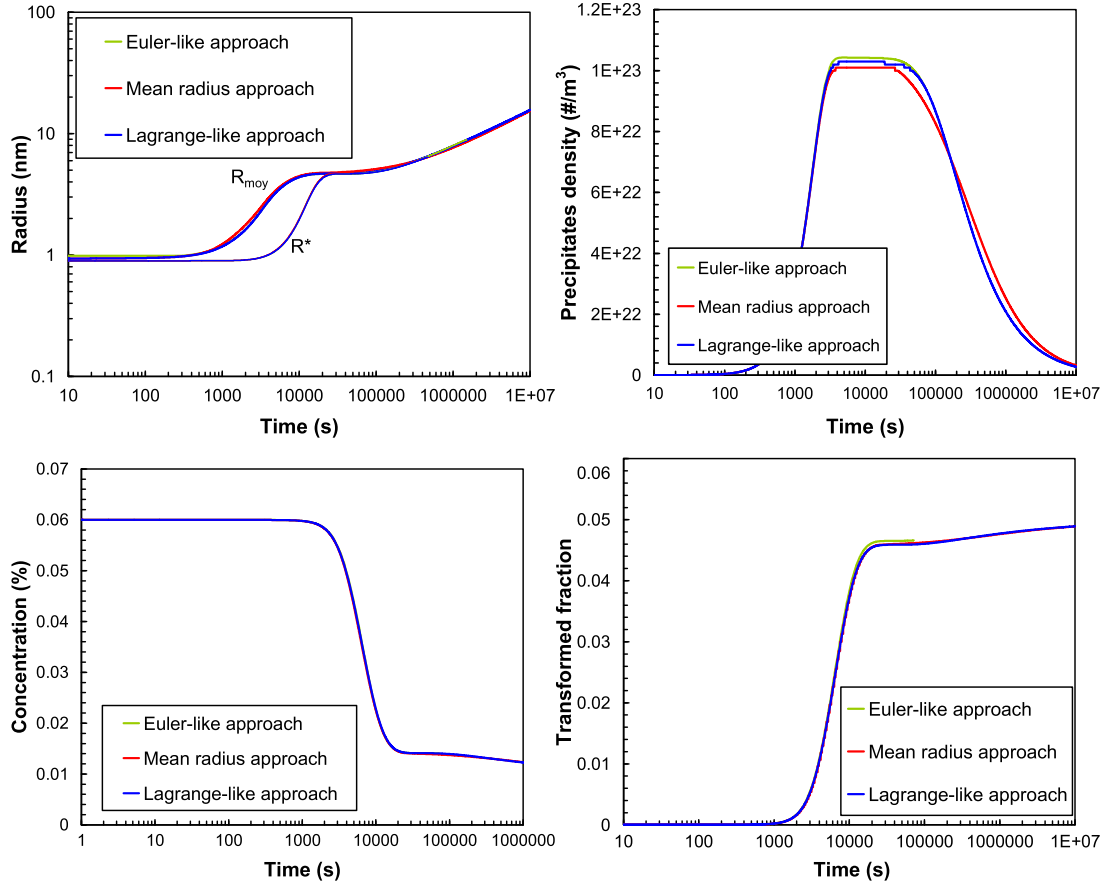 100
10
1
0.1
Radius (nm)
Euler-like approach
Mean radius approach
Lagrange-like approach
R_moy
R*
10 100 1000 10000 100000 1000000 1E+07
Time (s)
1.2E+23
1E+23
8E+22
6E+22
4E+22
2E+22
0
Precipitates density (#/m³)
Euler-like approach
Mean radius approach
Lagrange-like approach
10 100 1000 10000 100000 1000000 1E+07
Time (s)
0.07
0.06
0.05
0.04
0.03
0.02
0.01
0
Concentration (%)
Euler-like approach
Mean radius approach
Lagrange-like approach
1 10 100 1000 10000 100000 1000000
Time (s)
0.06
0.05
0.04
0.03
0.02
0.01
0.00
Transformed fraction
Euler-like approach
Mean radius approach
Lagrange-like approach
10 100 1000 10000 100000 1000000 1E+07
Time (s)